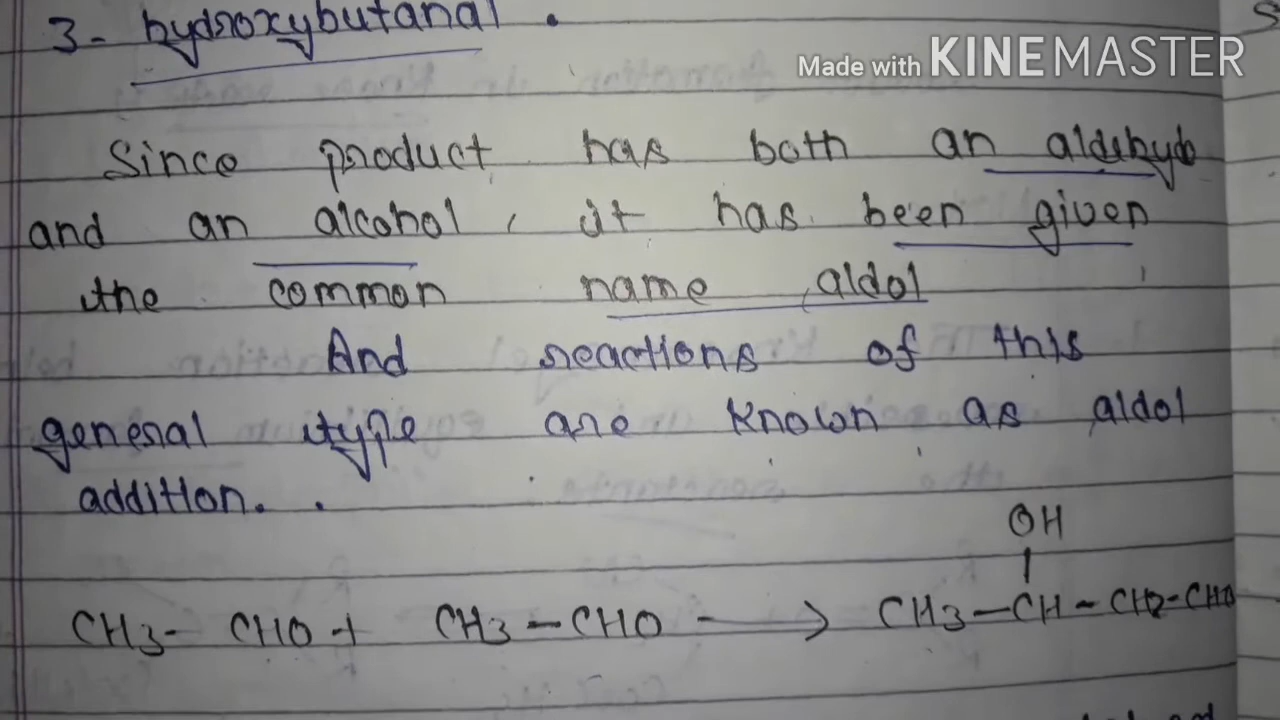 3- hydroxybutanal .
Made with KINEMASTER
Since product has both an aldehyde
and an alcohol, it has been given
the common name aldol
And reactions of this
general type are known as aldol
addition. .
OH
CH3- CHO + CH3-CHO -> CH3-CH-CH2-CHO